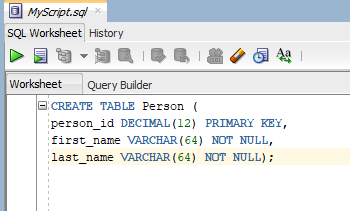 MyScript.sql
SQL Worksheet History
Aa
Worksheet Query Builder
CREATE TABLE Person (
person_id DECIMAL(12) PRIMARY KEY,
first_name VARCHAR(64) NOT NULL,
last_name VARCHAR(64) NOT NULL);